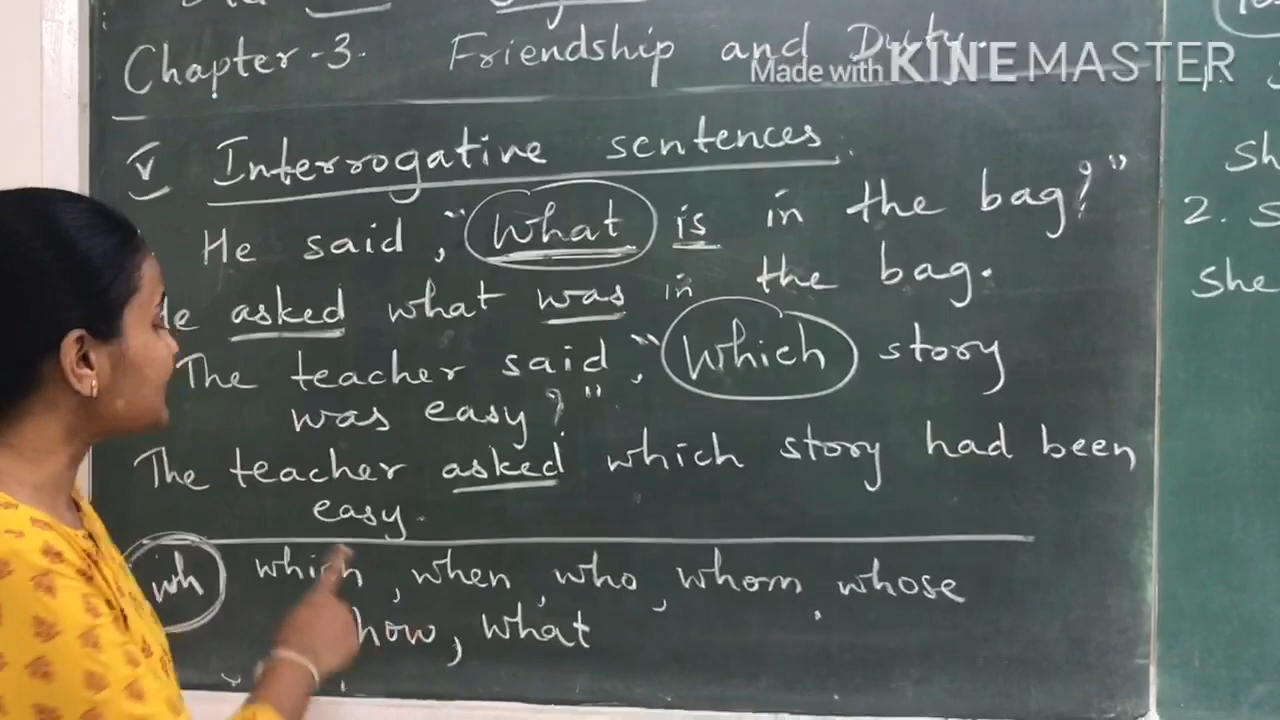 Chapter-3. Friendship and Duty.
Made with KINEMASTER
V Interrogative sentences.
He said, "What is in the bag?"
He asked what was in the bag.
The teacher said, "Which story
was easy?"
The teacher asked which story had been
easy.
wh which, when, who, whom, whose
how, what
2. S
She